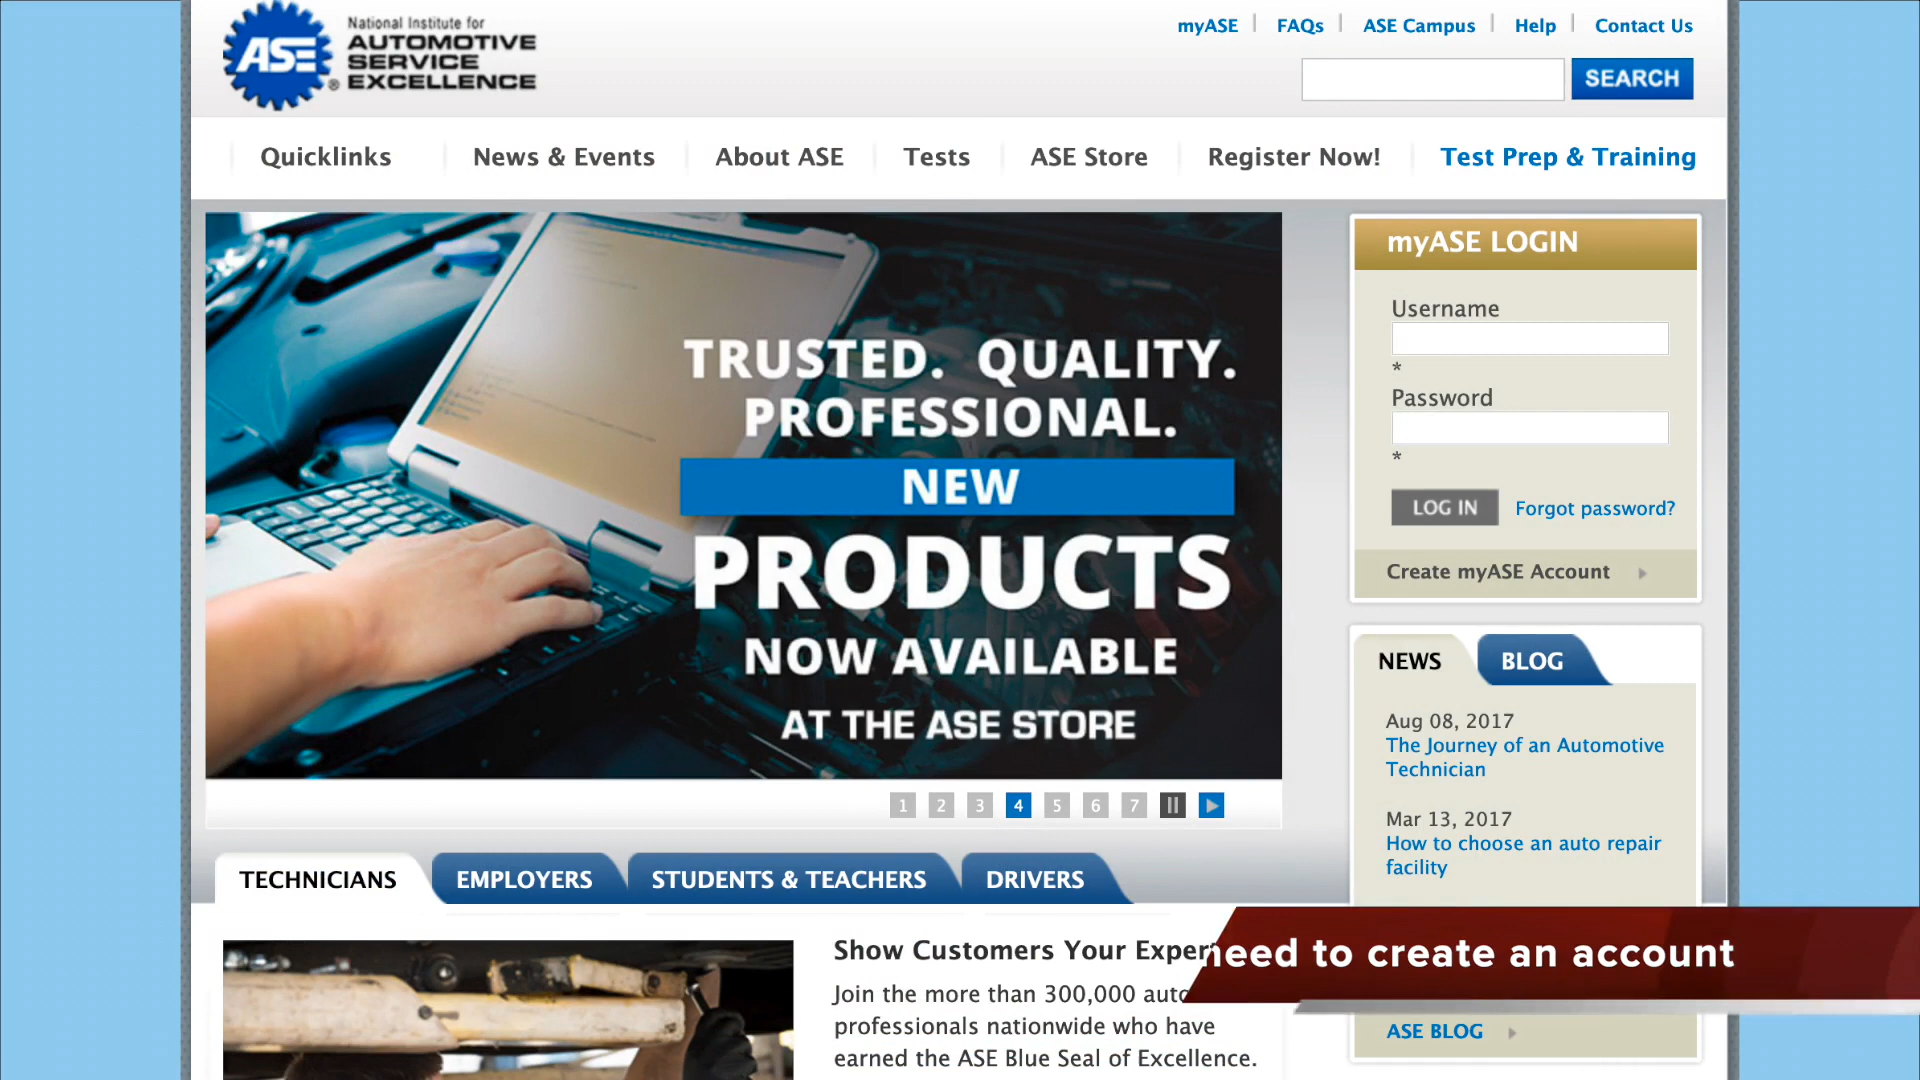 ASE ®
National Institute for
AUTOMOTIVE
SERVICE
EXCELLENCE
myASE FAQs ASE Campus Help Contact Us
SEARCH
Quicklinks News & Events About ASE Tests ASE Store Register Now! Test Prep & Training
TRUSTED. QUALITY.
PROFESSIONAL.
NEW
PRODUCTS
NOW AVAILABLE
AT THE ASE STORE
1 2 3 4 5 6 7
myASE LOGIN
Username
*
Password
*
LOG IN Forgot password?
Create myASE Account
NEWS BLOG
Aug 08, 2017
The Journey of an Automotive
Technician
Mar 13, 2017
How to choose an auto repair
facility
ASE BLOG
TECHNICIANS EMPLOYERS STUDENTS & TEACHERS DRIVERS
Show Customers Your
Join the more than 300,000
professionals nationwide who have
earned the ASE Blue Seal of Excellence.
need to create an account